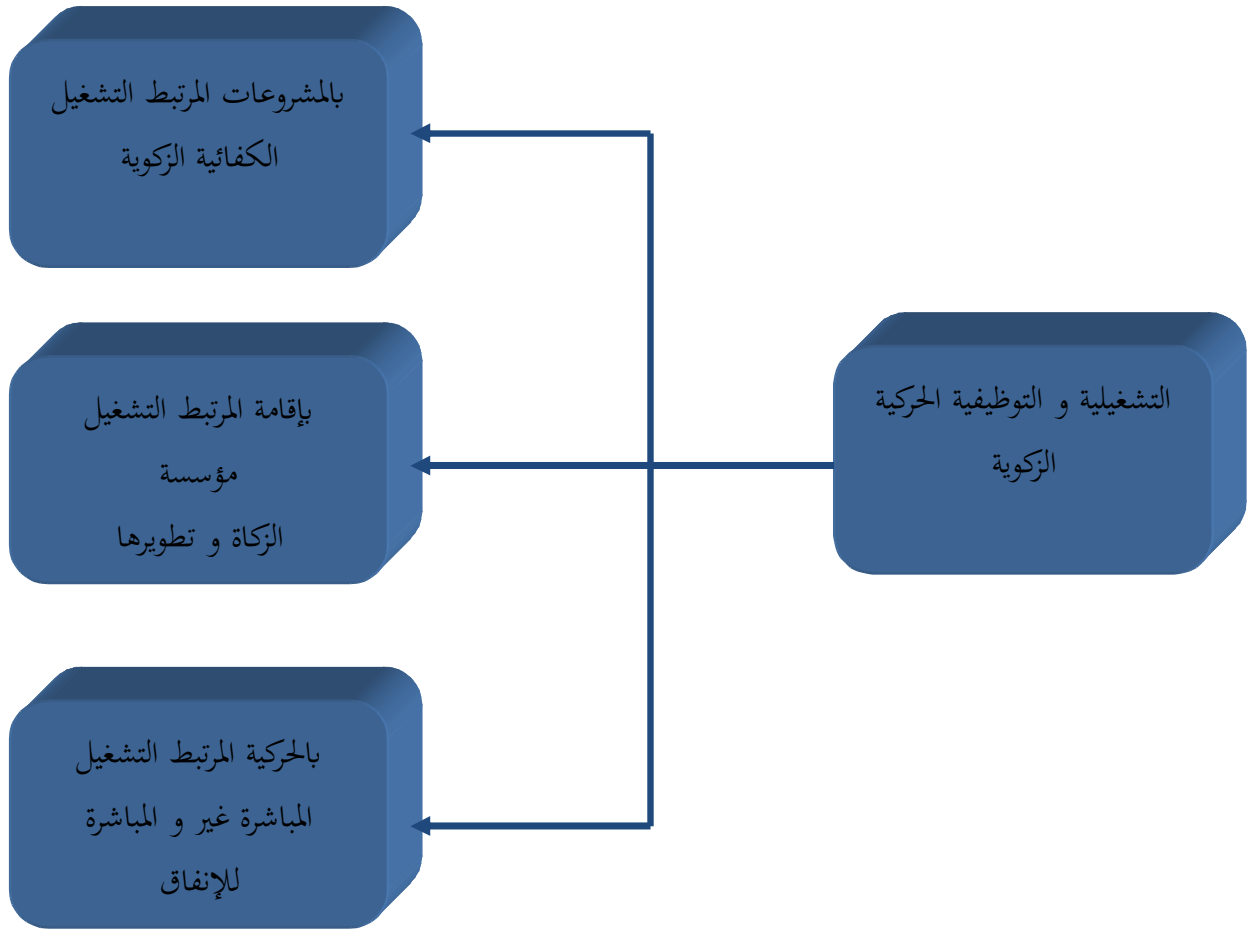 التشغيلية و التوظيفية الحركية
الزكوية
بالمشروعات المرتبط التشغيل
الكفائية الزكوية
بإقامة المرتبط التشغيل
مؤسسة
الزكاة و تطويرها
بالحركية المرتبط التشغيل
المباشرة غير و المباشرة
للإنفاق